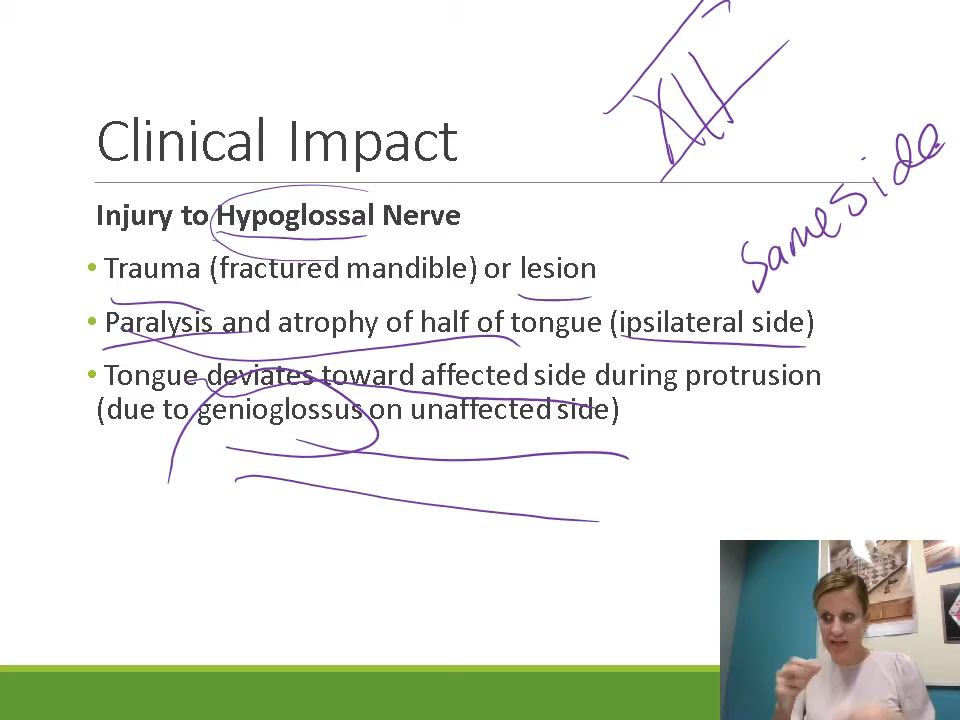 XII
Clinical Impact
same side
Injury to Hypoglossal Nerve
• Trauma (fractured mandible) or lesion
• Paralysis and atrophy of half of tongue (ipsilateral side)
• Tongue deviates toward affected side during protrusion
(due to genioglossus on unaffected side)